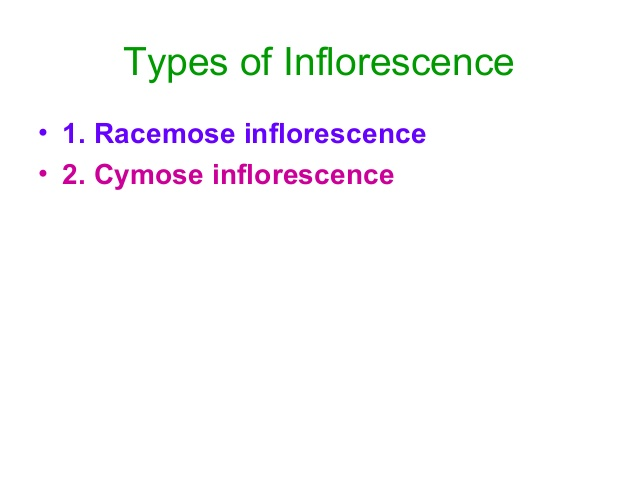 Types of Inflorescence
• 1. Racemose inflorescence
• 2. Cymose inflorescence